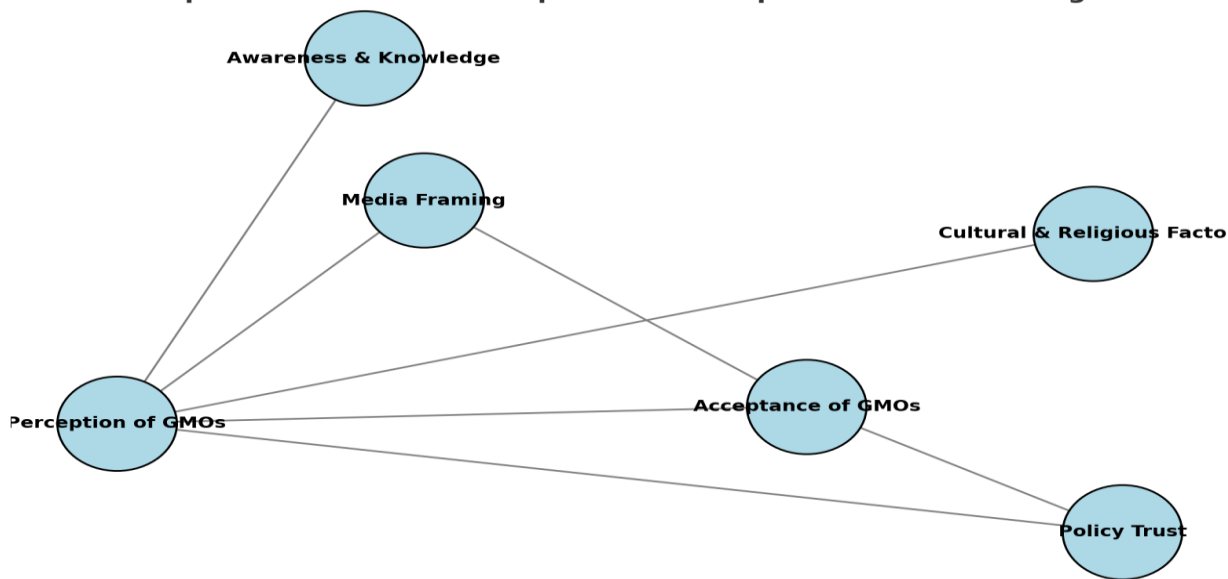 Awareness & Knowledge
Media Framing
Cultural & Religious Facto
Acceptance of GMOs
Perception of GMOs
Policy Trust